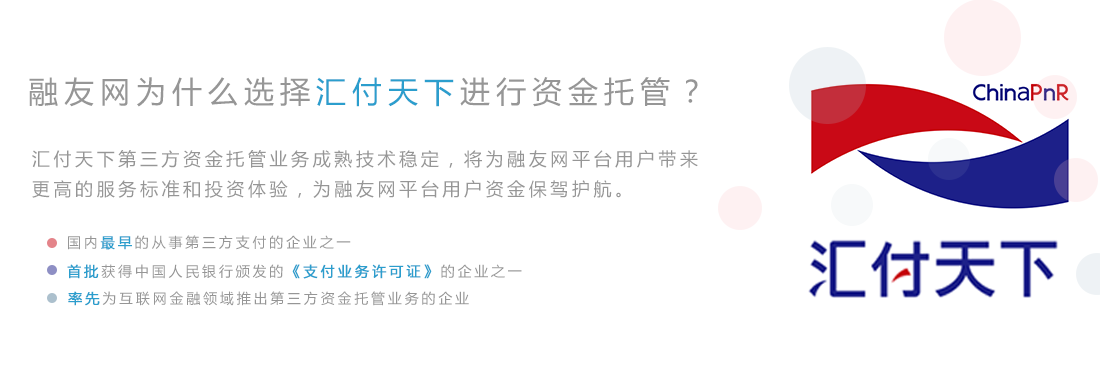 融友网为什么选择汇付天下进行资金托管？
汇付天下第三方资金托管业务成熟技术稳定，将为融友网平台用户带来
更高的服务标准和投资体验，为融友网平台用户资金保驾护航。
国内最早的从事第三方支付的企业之一
首批获得中国人民银行颁发的《支付业务许可证》的企业之一
率先为互联网金融领域推出第三方资金托管业务的企业
ChinaPnR
汇付天下